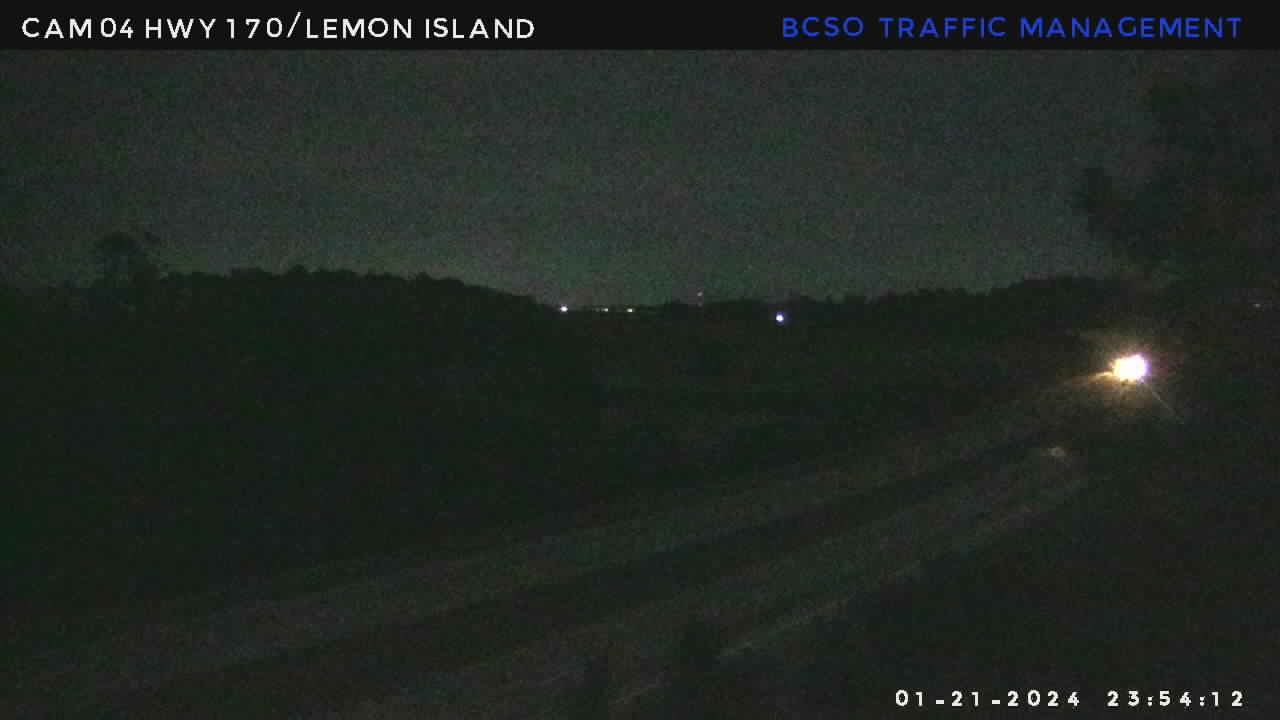 CAM04 HWY 170/LEMON ISLAND
BCSO TRAFFIC MANAGEMENT
01-21-2024 23:54:12